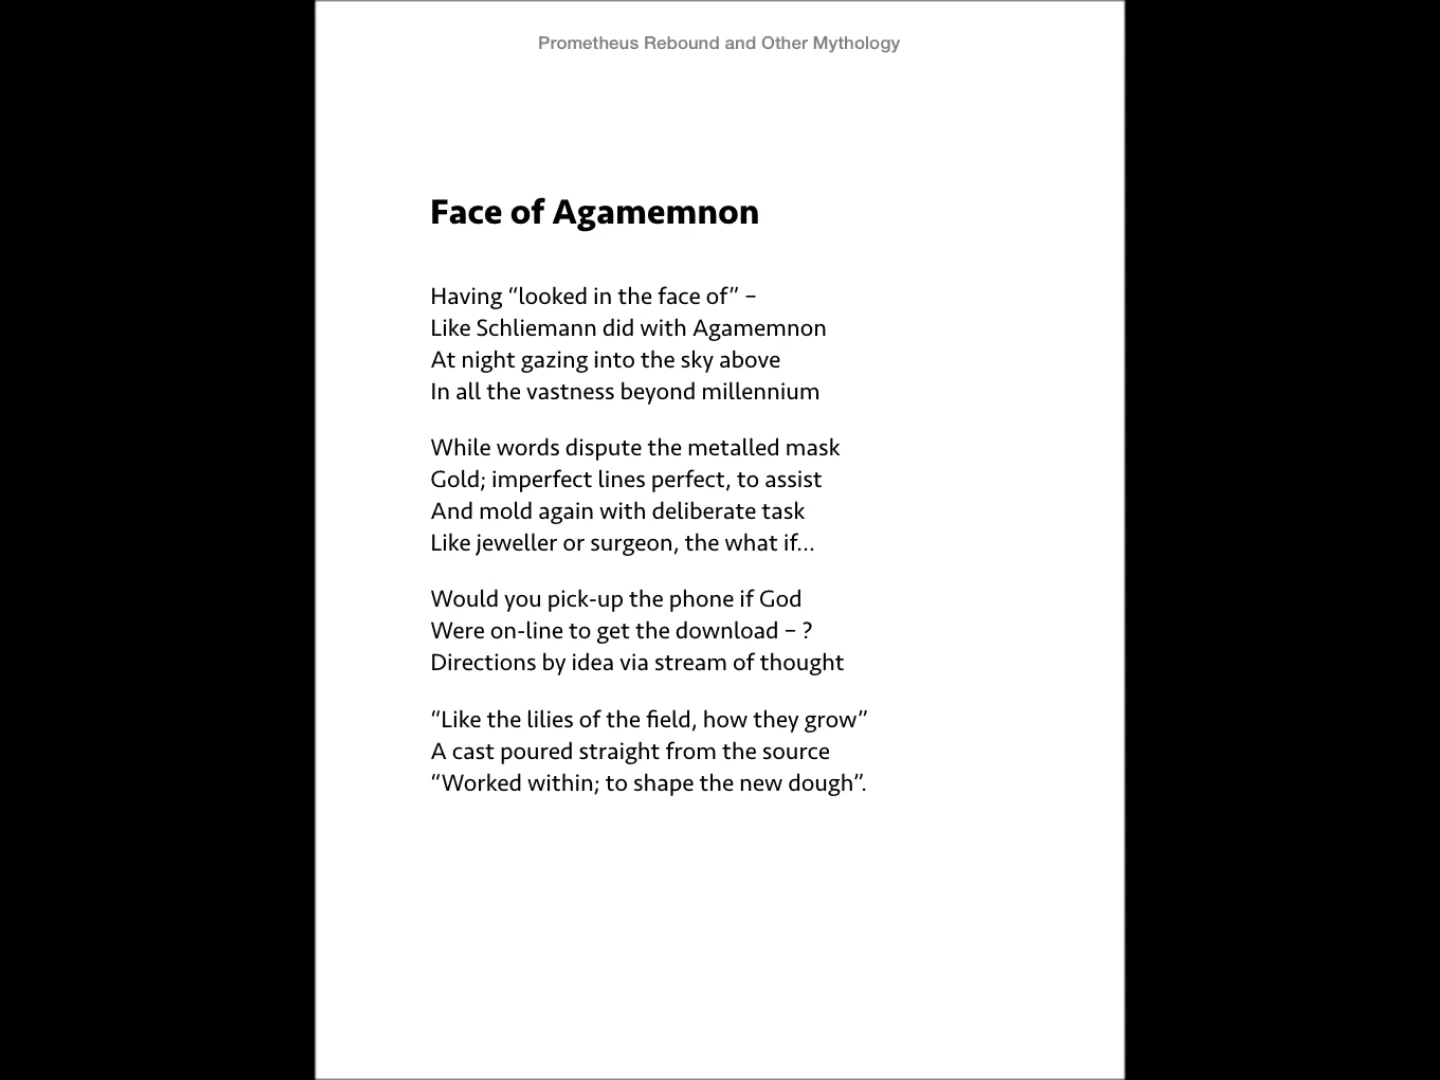 Prometheus Rebound and Other Mythology
Face of Agamemnon
Having “looked in the face of” –
Like Schliemann did with Agamemnon
At night gazing into the sky above
In all the vastness beyond millennium
While words dispute the metalled mask
Gold; imperfect lines perfect, to assist
And mold again with deliberate task
Like jeweller or surgeon, the what if...
Would you pick-up the phone if God
Were on-line to get the download – ?
Directions by idea via stream of thought
“Like the lilies of the field, how they grow”
A cast poured straight from the source
“Worked within; to shape the new dough”.